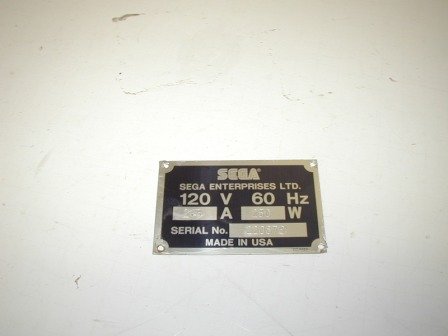 SEGA
SEGA ENTERPRISES LTD.
120 V 60 Hz
A W
SERIAL No.
MADE IN USA